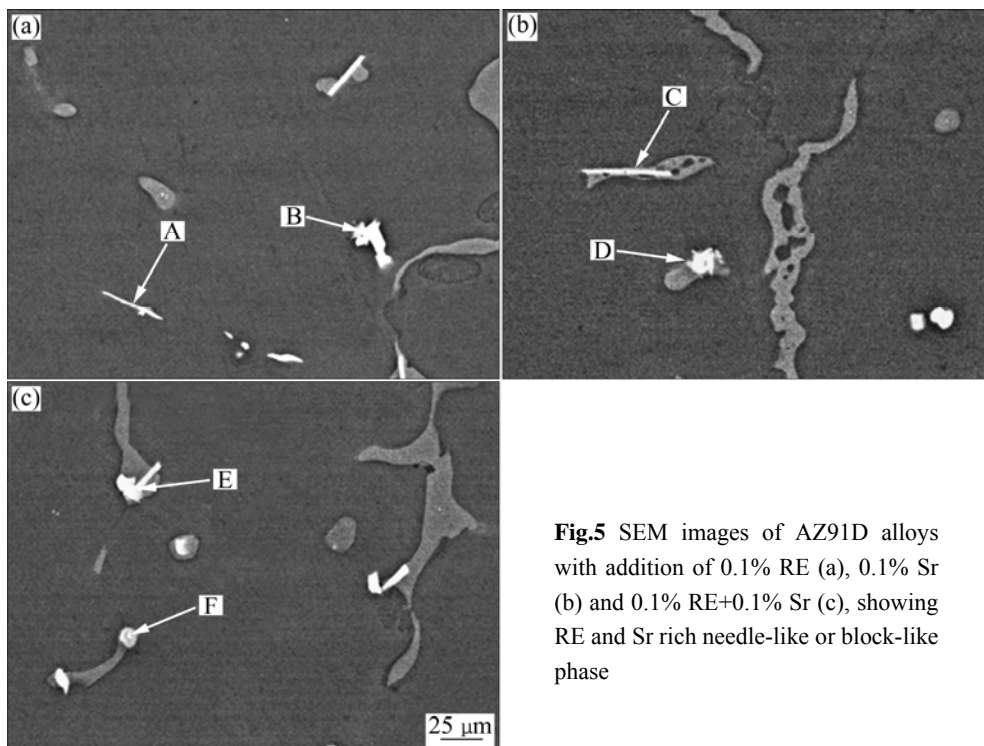 (a)
A
B
(b)
C
D
(c)
E
F
25 μm
Fig.5 SEM images of AZ91D alloys
with addition of 0.1% RE (a), 0.1% Sr
(b) and 0.1% RE+0.1% Sr (c), showing
RE and Sr rich needle-like or block-like
phase